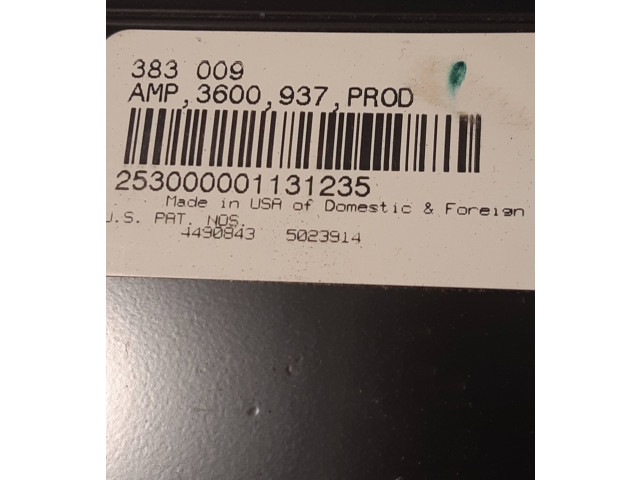 383 009
AMP,3600,937,PROD
253000001131235
Made in USA of Domestic & Foreign
U.S. PAT. NOS.
4490843 5023914